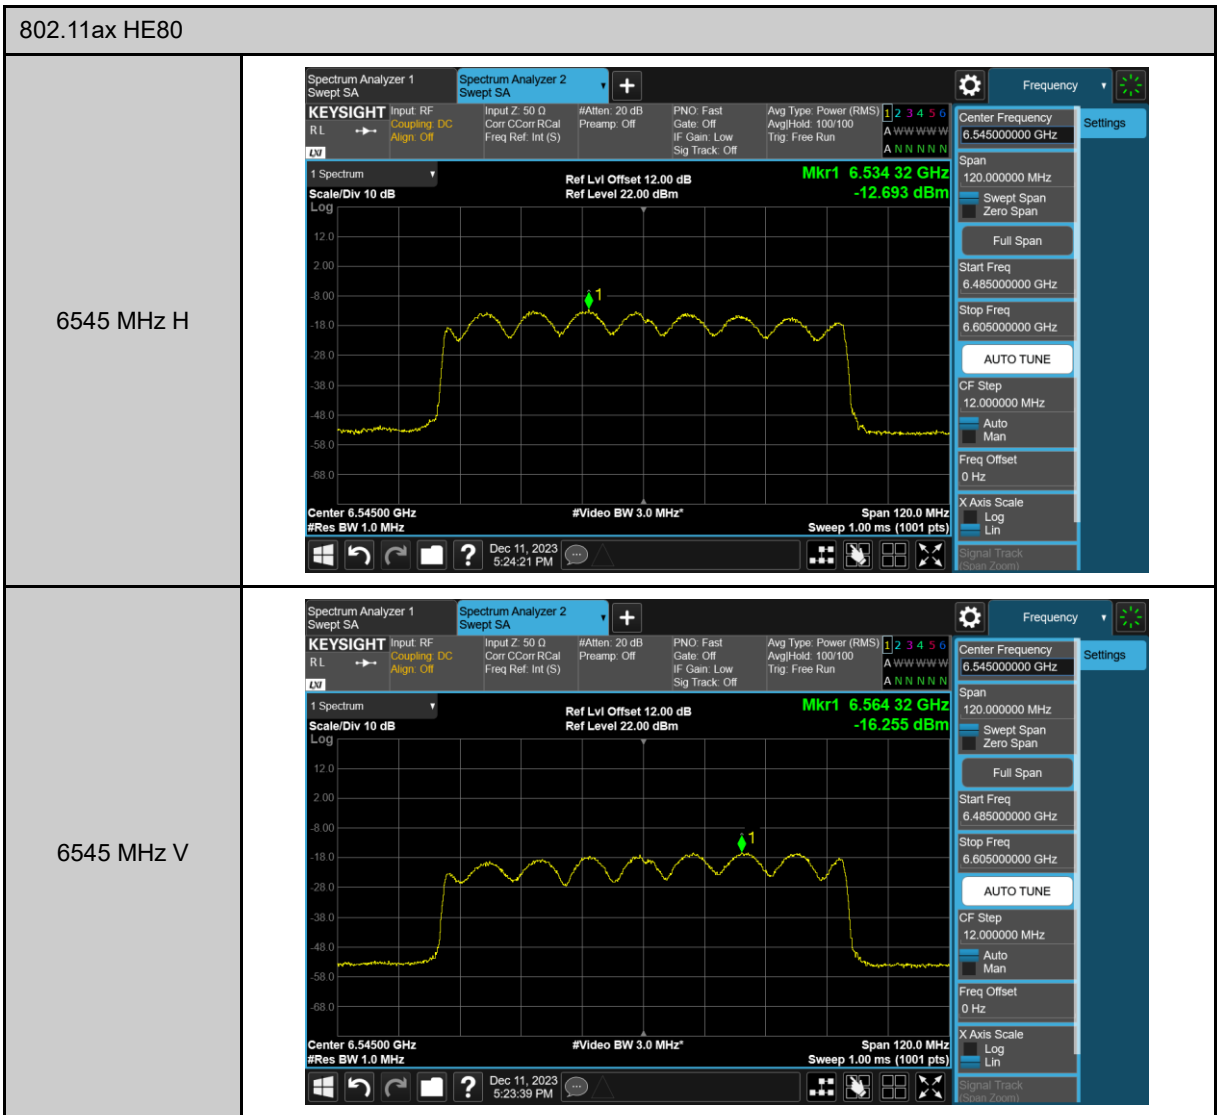 802.11ax HE80
6545 MHz H
Spectrum Analyzer 1
Swept SA
Spectrum Analyzer 2
Swept SA
Frequency
KEYSIGHT
RL
LXI
Input: RF
Coupling: DC
Align: Off
Input Z: 50 Ω
Corr CCorr RCal
Freq Ref: Int (S)
#Atten: 20 dB
Preamp: Off
PNO: Fast
Gate: Off
IF Gain: Low
Sig Track: Off
Avg Type: Power (RMS)
Avg|Hold: 100/100
Trig: Free Run
1 2 3 4 5 6
A W W W W W
A N N N N N
1 Spectrum
Scale/Div 10 dB
Log
Ref Lvl Offset 12.00 dB
Ref Level 22.00 dBm
Mkr1 6.534 32 GHz
-12.693 dBm
12.0
2.00
-8.00
-18.0
-28.0
-38.0
-48.0
-58.0
-68.0
1
Center 6.54500 GHz
#Res BW 1.0 MHz
#Video BW 3.0 MHz*
Span 120.0 MHz
Sweep 1.00 ms (1001 pts)
Dec 11, 2023
5:24:21 PM
Center Frequency
6.545000000 GHz
Span
120.000000 MHz
Swept Span
Zero Span
Full Span
Start Freq
6.485000000 GHz
Stop Freq
6.605000000 GHz
AUTO TUNE
CF Step
12.000000 MHz
Auto
Man
Freq Offset
0 Hz
X Axis Scale
Log
Lin
Signal Track
(Span Zoom)
Settings
6545 MHz V
Spectrum Analyzer 1
Swept SA
Spectrum Analyzer 2
Swept SA
Frequency
KEYSIGHT
RL
LXI
Input: RF
Coupling: DC
Align: Off
Input Z: 50 Ω
Corr CCorr RCal
Freq Ref: Int (S)
#Atten: 20 dB
Preamp: Off
PNO: Fast
Gate: Off
IF Gain: Low
Sig Track: Off
Avg Type: Power (RMS)
Avg|Hold: 100/100
Trig: Free Run
1 2 3 4 5 6
A W W W W W
A N N N N N
1 Spectrum
Scale/Div 10 dB
Log
Ref Lvl Offset 12.00 dB
Ref Level 22.00 dBm
Mkr1 6.564 32 GHz
-16.255 dBm
12.0
2.00
-8.00
-18.0
-28.0
-38.0
-48.0
-58.0
-68.0
1
Center 6.54500 GHz
#Res BW 1.0 MHz
#Video BW 3.0 MHz*
Span 120.0 MHz
Sweep 1.00 ms (1001 pts)
Dec 11, 2023
5:23:39 PM
Center Frequency
6.545000000 GHz
Span
120.000000 MHz
Swept Span
Zero Span
Full Span
Start Freq
6.485000000 GHz
Stop Freq
6.605000000 GHz
AUTO TUNE
CF Step
12.000000 MHz
Auto
Man
Freq Offset
0 Hz
X Axis Scale
Log
Lin
Signal Track
(Span Zoom)
Settings